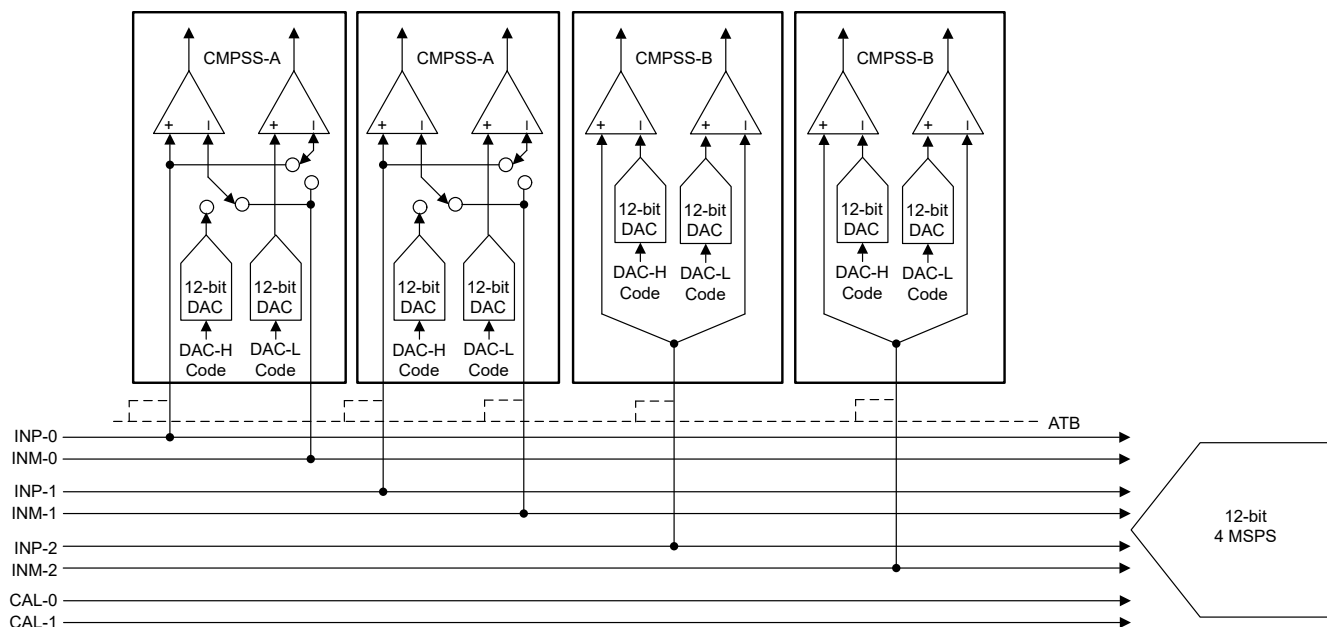 CMPSS-A
CMPSS-A
CMPSS-B
CMPSS-B
+ – + –
+ – + –
+ – + –
+ – + –
12-bit
DAC
12-bit
DAC
DAC-H
Code
DAC-L
Code
12-bit
DAC
12-bit
DAC
DAC-H
Code
DAC-L
Code
12-bit
DAC
12-bit
DAC
DAC-H
Code
DAC-L
Code
12-bit
DAC
12-bit
DAC
DAC-H
Code
DAC-L
Code
ATB
INP-0
INM-0
INP-1
INM-1
INP-2
INM-2
CAL-0
CAL-1
12-bit
4 MSPS